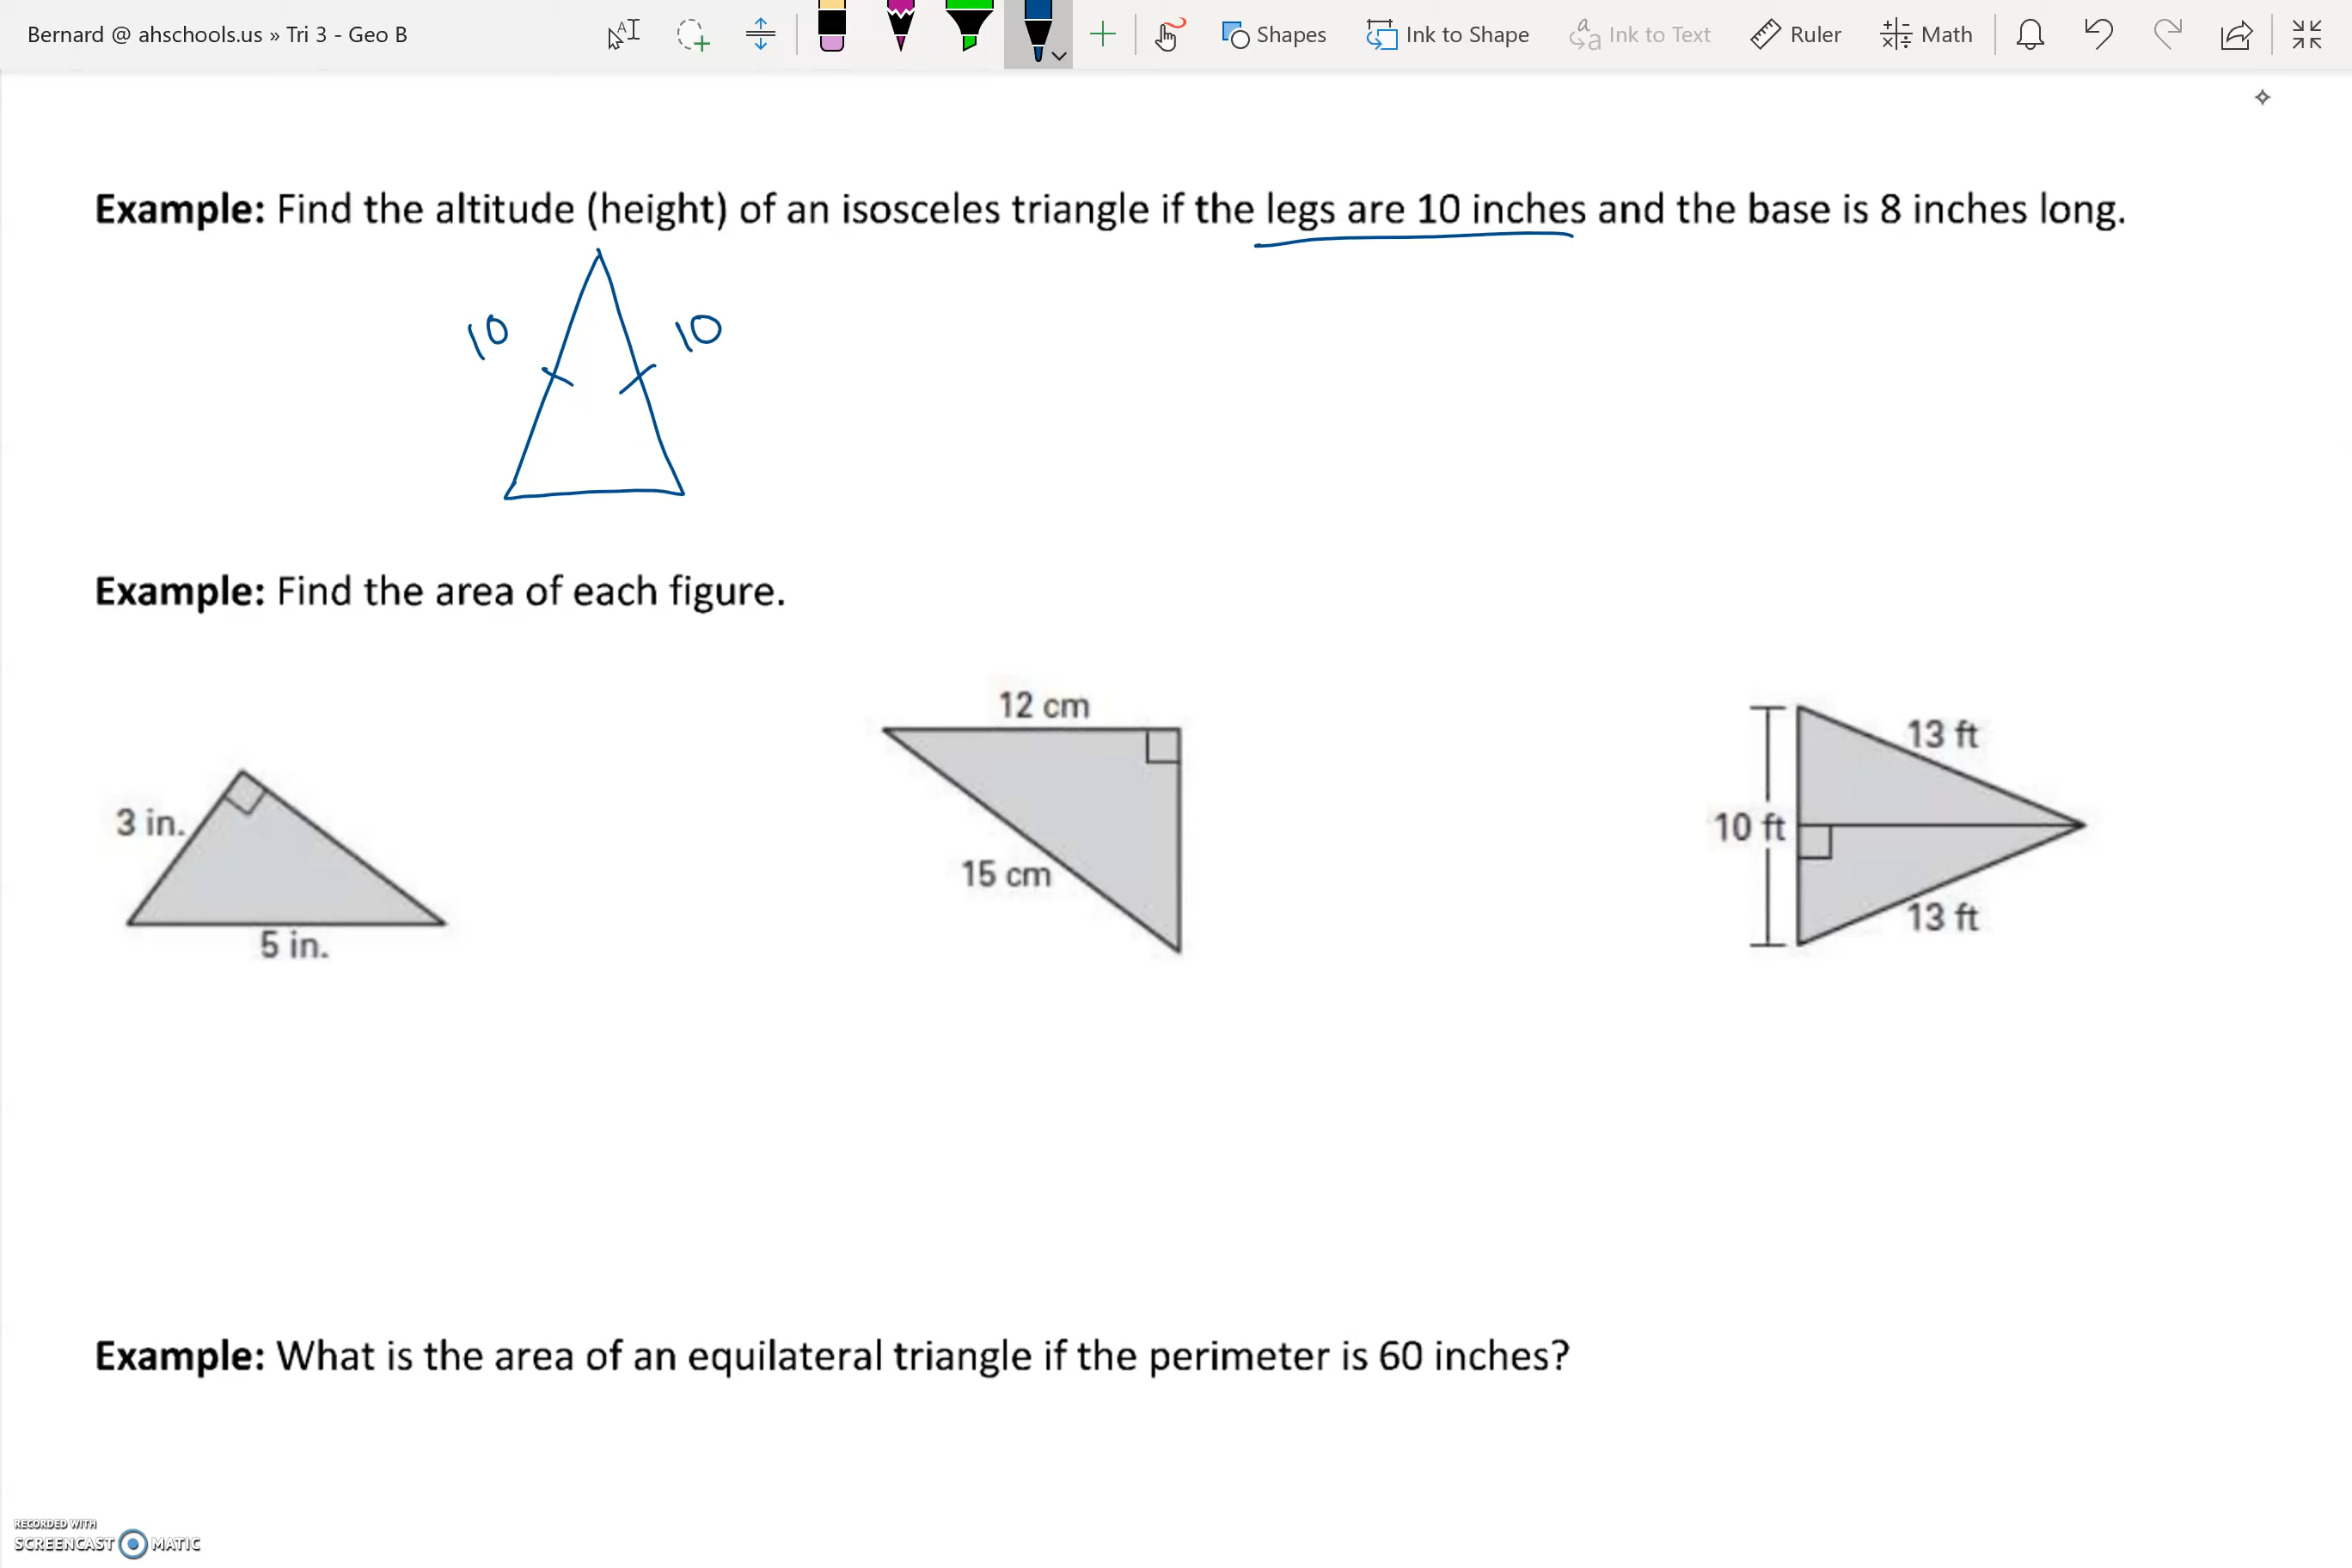 Bernard @ ahschools.us » Tri 3 - Geo B
Shapes
Ink to Shape
Ink to Text
Ruler
Math
Example: Find the altitude (height) of an isosceles triangle if the legs are 10 inches and the base is 8 inches long.
10
10
Example: Find the area of each figure.
12 cm
13 ft
3 in.
10 ft
15 cm
13 ft
5 in.
Example: What is the area of an equilateral triangle if the perimeter is 60 inches?
RECORDED WITH
SCREENCAST MATIC